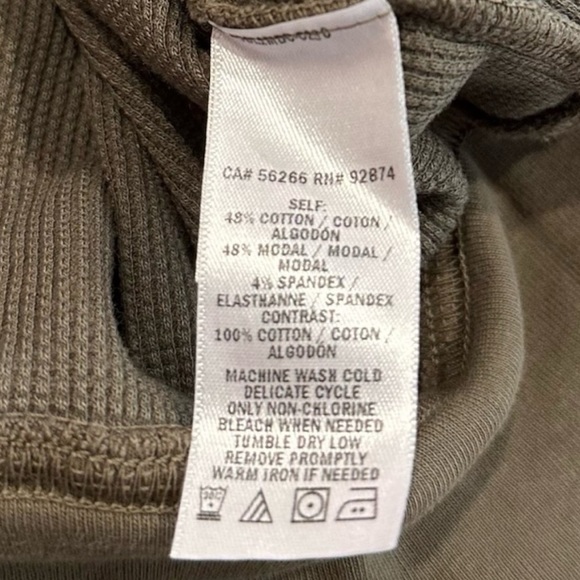 CA# 56266 RN# 92874
SELF:
48% COTTON / COTON /
ALGODÓN
48% MODAL / MODAL /
MODAL
4% SPANDEX /
ELASTHANNE / SPANDEX
CONTRAST:
100% COTTON / COTON /
ALGODÓN
MACHINE WASH COLD
DELICATE CYCLE
ONLY NON-CHLORINE
BLEACH WHEN NEEDED
TUMBLE DRY LOW
REMOVE PROMPTLY
WARM IRON IF NEEDED
30C